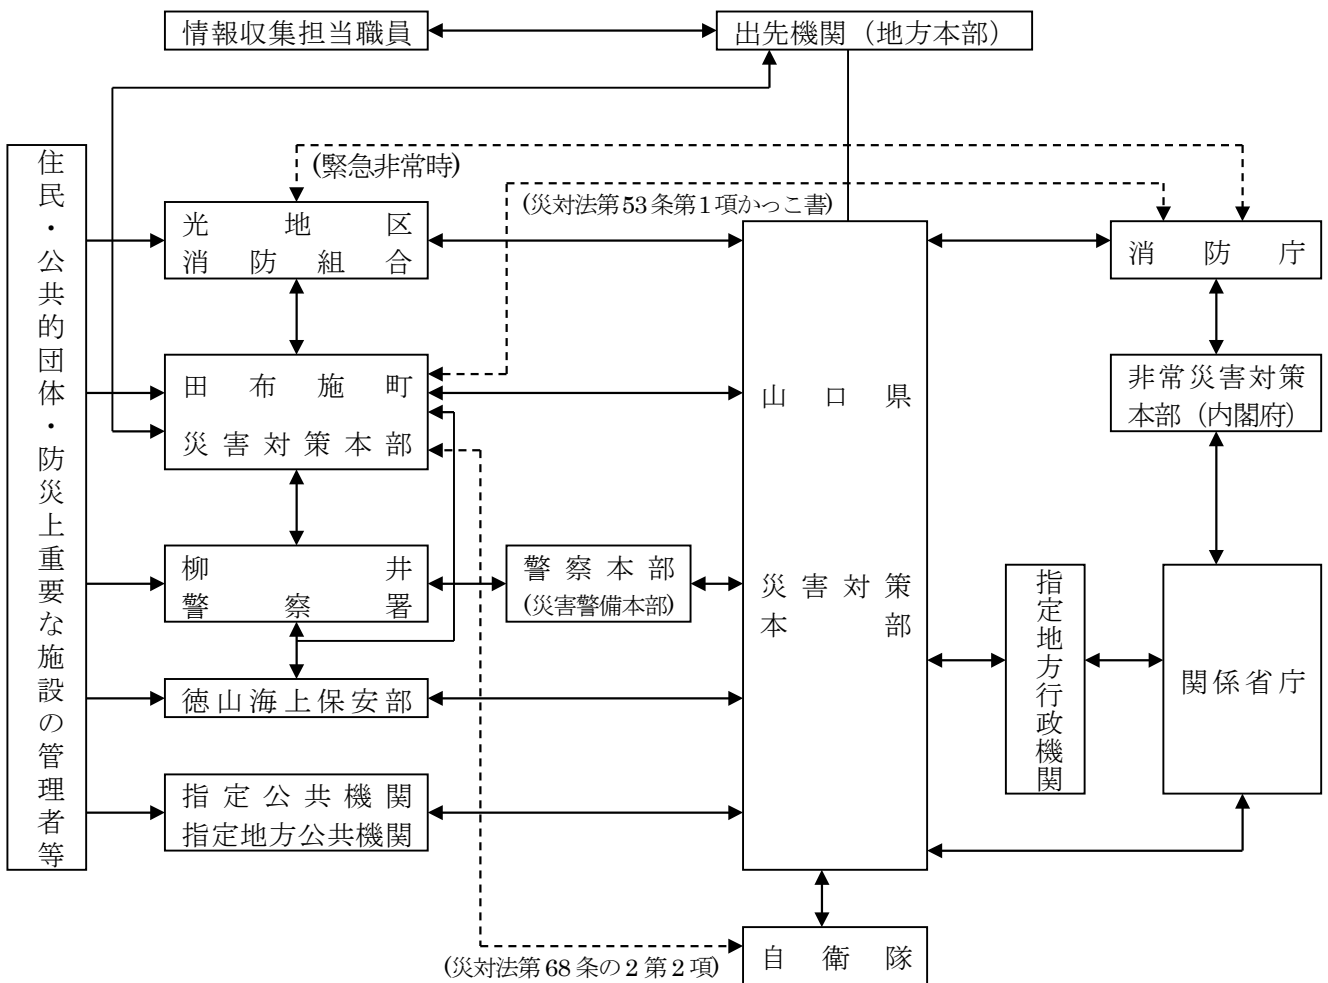 情報収集担当職員
出先機関（地方本部）
住民・公共的団体・防災上重要な施設の管理者等
(緊急非常時)
(災対法第53条第1項かっこ書)
光地区
消防組合
消防庁
田布施町
災害対策本部
山口県
災害対策
本部
非常災害対策
本部（内閣府）
柳井
警察署
警察本部
(災害警備本部)
指定地方行政機関
関係省庁
徳山海上保安部
指定公共機関
指定地方公共機関
(災対法第68条の2第2項)
自衛隊